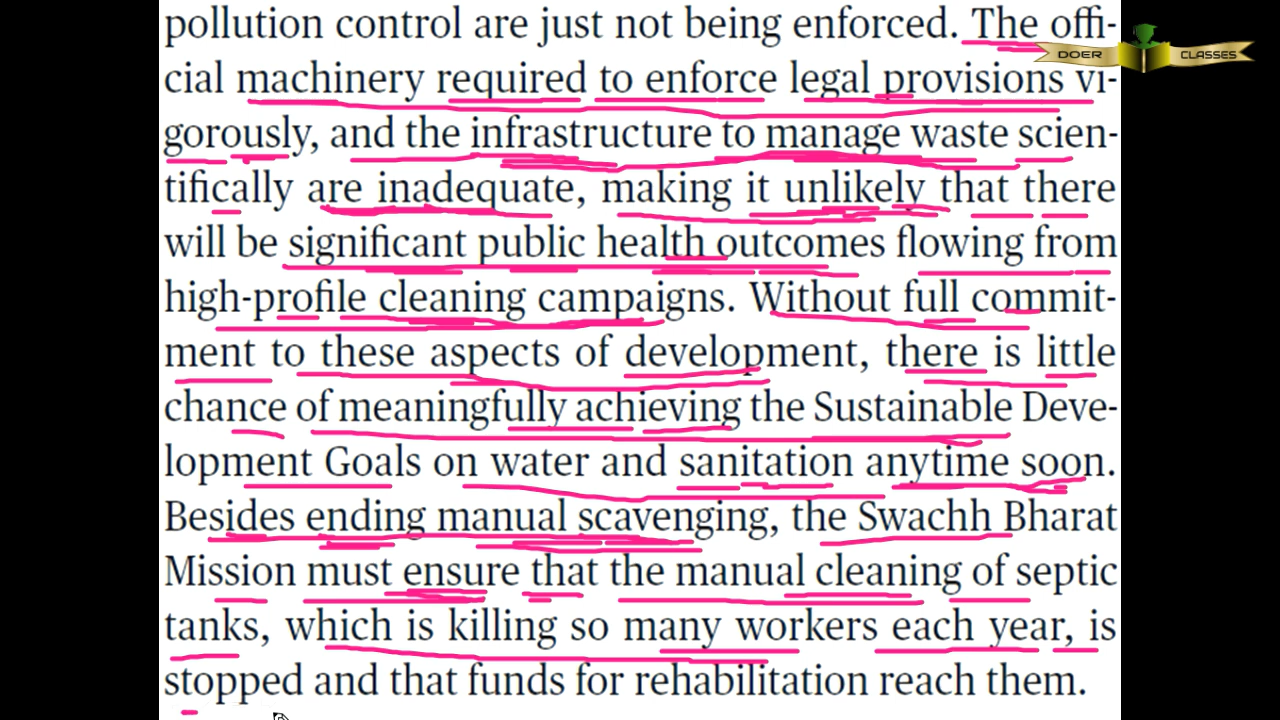 pollution control are just not being enforced. The offi-
DOER CLASSES
cial machinery required to enforce legal provisions vi-
gorously, and the infrastructure to manage waste scien-
tifically are inadequate, making it unlikely that there
will be significant public health outcomes flowing from
high-profile cleaning campaigns. Without full commit-
ment to these aspects of development, there is little
chance of meaningfully achieving the Sustainable Deve-
lopment Goals on water and sanitation anytime soon.
Besides ending manual scavenging, the Swachh Bharat
Mission must ensure that the manual cleaning of septic
tanks, which is killing so many workers each year, is
stopped and that funds for rehabilitation reach them.